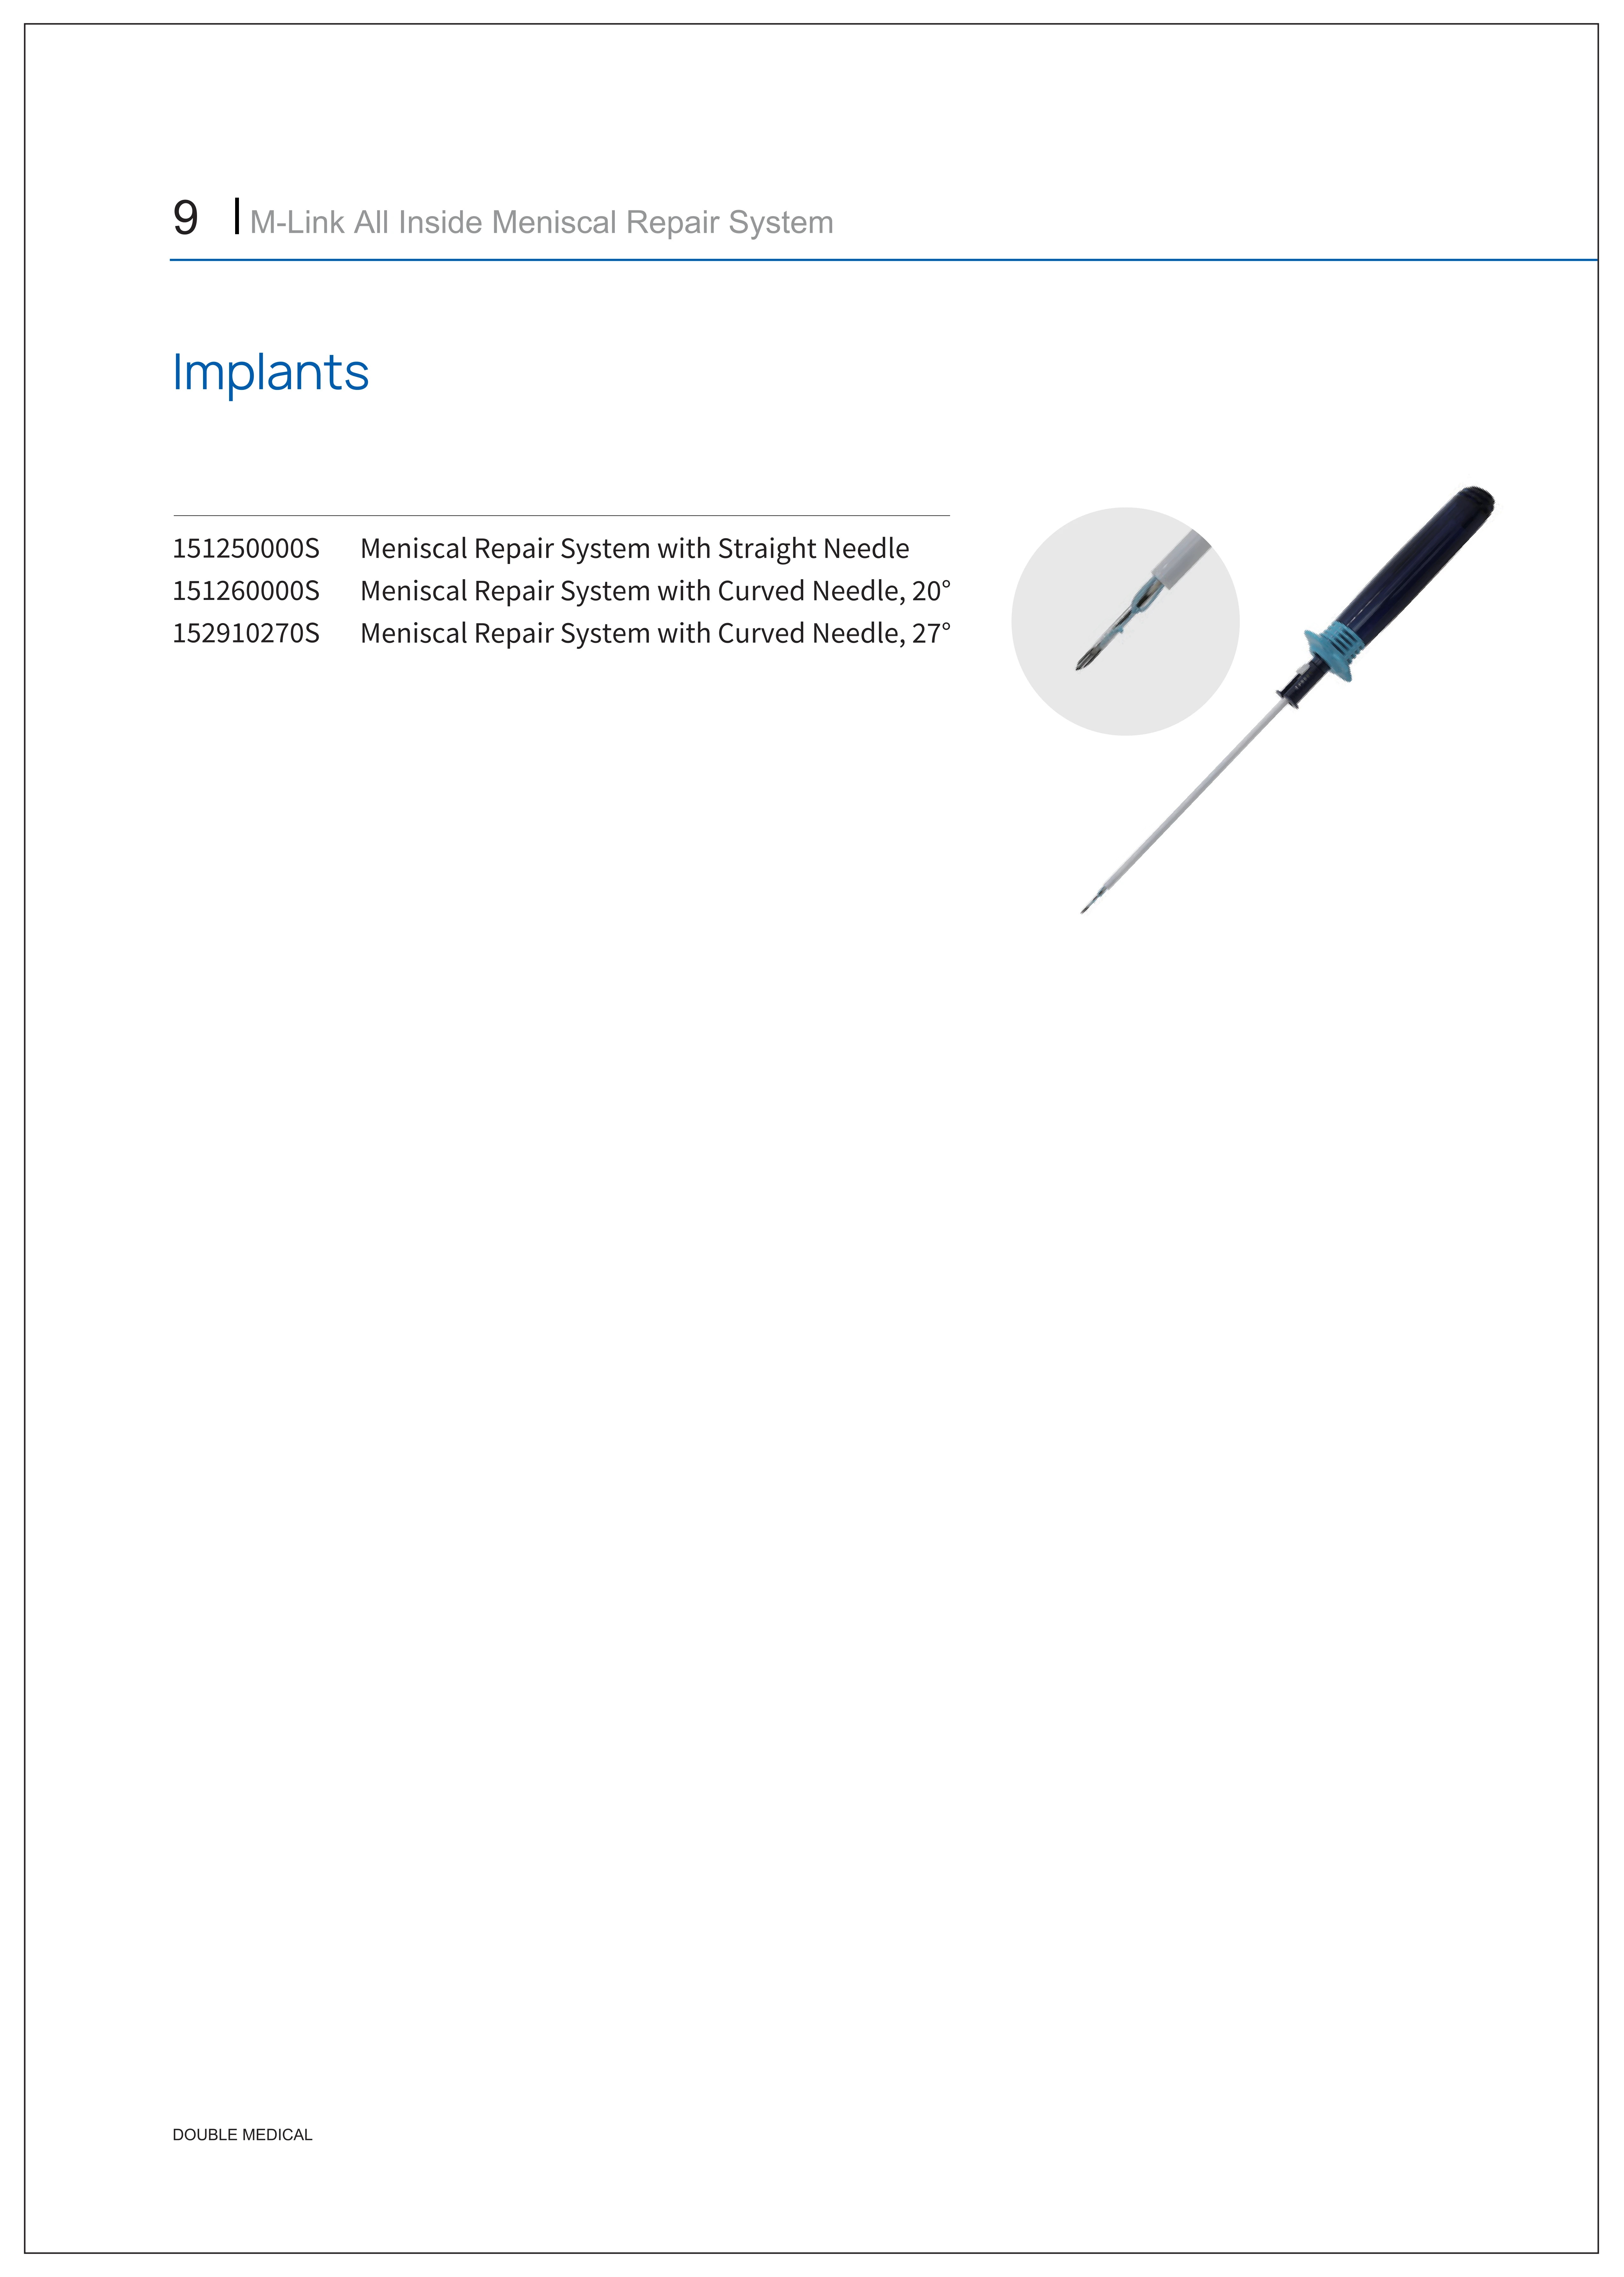 9 | M-Link All Inside Meniscal Repair System
Implants
151250000S Meniscal Repair System with Straight Needle
151260000S Meniscal Repair System with Curved Needle, 20°
152910270S Meniscal Repair System with Curved Needle, 27°
DOUBLE MEDICAL